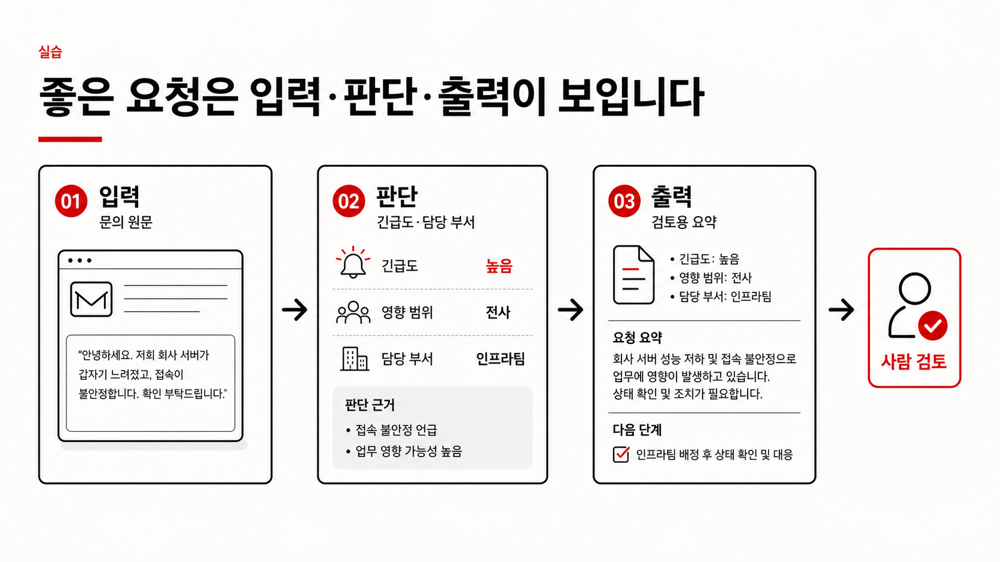 실습
좋은 요청은 입력·판단·출력이 보입니다
01 입력
문의 원문
"안녕하세요. 저희 회사 서버가
갑자기 느려졌고, 접속이
불안정합니다. 확인 부탁드립니다."
02 판단
긴급도·담당 부서
긴급도 높음
영향 범위 전사
담당 부서 인프라팀
판단 근거
• 접속 불안정 언급
• 업무 영향 가능성 높음
03 출력
검토용 요약
• 긴급도: 높음
• 영향 범위: 전사
• 담당 부서: 인프라팀
요청 요약
회사 서버 성능 저하 및 접속 불안정으로
업무에 영향이 발생하고 있습니다.
상태 확인 및 조치가 필요합니다.
다음 단계
인프라팀 배정 후 상태 확인 및 대응
사람 검토